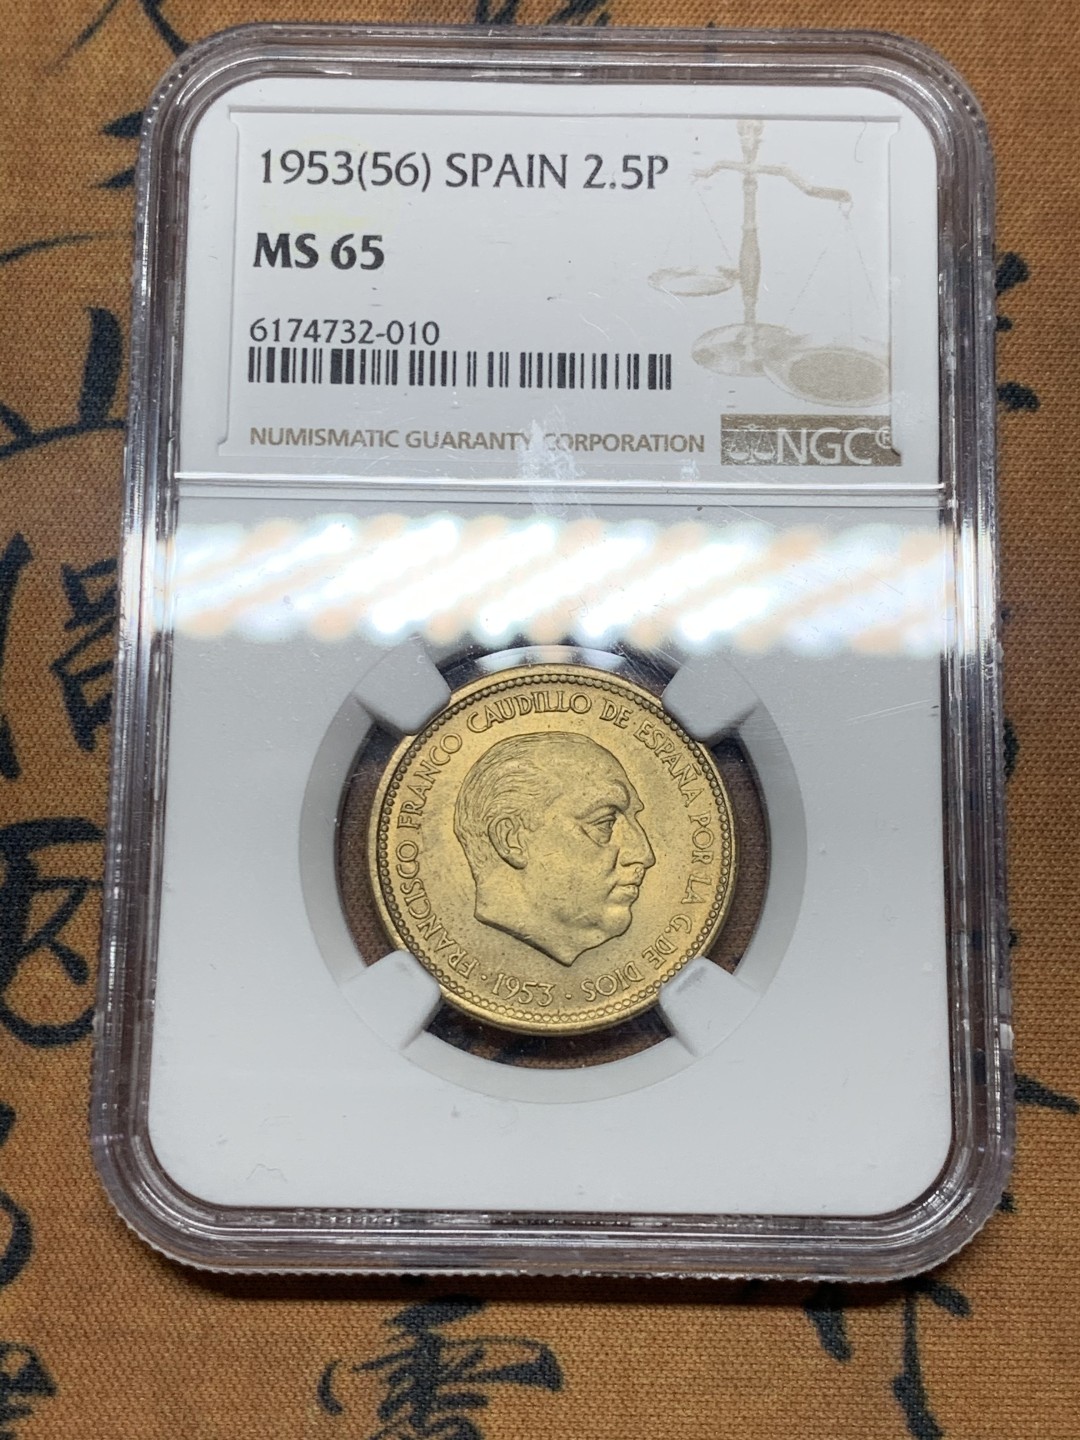 1953(56) SPAIN 2.5P
MS 65
6174732-010
NUMISMATIC GUARANTY CORPORATION
NGC®
FRANCISCO FRANCO CAUDILLO DE ESPAÑA POR LA G. DE DIOS
· 1953 ·